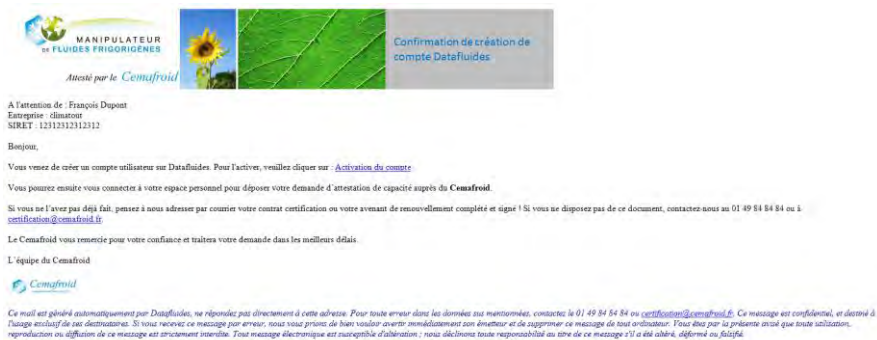 MANIPULATEUR
DE FLUIDES FRIGORIGÈNES
Attesté par le Cemafroid
Confirmation de création de
compte Datafluides
A l'attention de : François Dupont
Entreprise : climatout
SIRET : 12312312312312
Bonjour,
Vous venez de créer un compte utilisateur sur Datafluides. Pour l'activer, veuillez cliquer sur : Activation du compte
Vous pourez ensuite vous connecter à votre espace personnel pour déposer votre demande d'attestation de capacité auprès du Cemafroid.
Si vous ne l'avez pas déjà fait, pensez à nous adresser par courrier votre contrat certification ou votre avenant de renouvellement complété et signé ! Si vous ne disposez pas de ce document, contactez-nous au 01 49 84 84 84 ou à
certification@cemafroid.fr.
Le Cemafroid vous remercie pour votre confiance et traitera votre demande dans les meilleurs délais.
L'équipe du Cemafroid
Cemafroid
Ce mail est généré automatiquement par Datafluides, ne répondez pas directement à cette adresse. Pour toute erreur dans les données sus mentionnées, contactez le 01 49 84 84 84 ou certification@cemafroid.fr. Ce message est confidentiel, et destiné à
l'usage exclusif de ses destinataires. Si vous recevez ce message par erreur, nous vous prions de bien vouloir avertir immédiatement son émetteur et de supprimer ce message de tout ordinateur. Vous êtes par la présente avisé que toute utilisation,
reproduction ou diffusion de ce message est strictement interdite. Tout message électronique est susceptible d'altération ; nous déclinons toute responsabilité au titre de ce message s'il a été altéré, déformé ou falsifié.